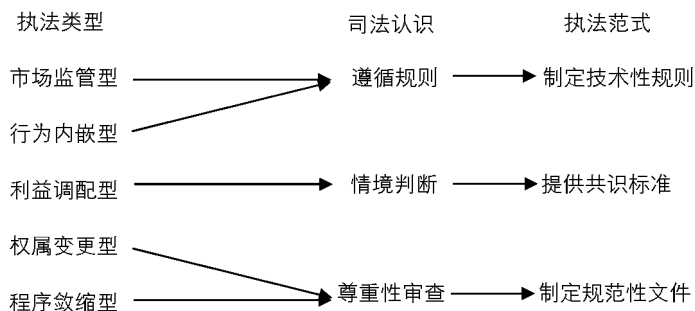 执法类型 司法认识 执法范式
市场监管型 遵循规则 制定技术性规则
行为内嵌型
利益调配型 情境判断 提供共识标准
权属变更型
程序敛缩型 尊重性审查 制定规范性文件